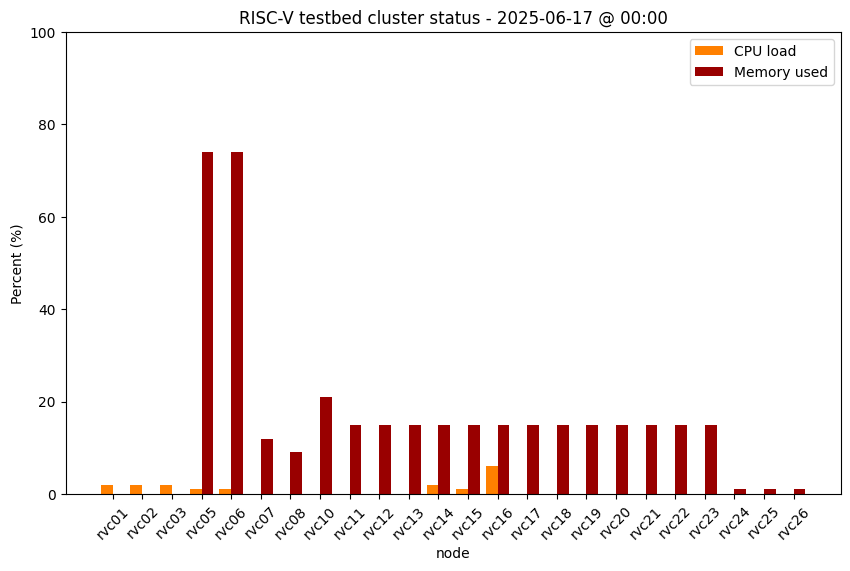 RISC-V testbed cluster status - 2025-06-17 @ 00:00
CPU load
Memory used
Percent (%)
100
80
60
40
20
0
rvc01 rvc02 rvc03 rvc05 rvc06 rvc07 rvc08 rvc10 rvc11 rvc12 rvc13 rvc14 rvc15 rvc16 rvc17 rvc18 rvc19 rvc20 rvc21 rvc22 rvc23 rvc24 rvc25 rvc26
node